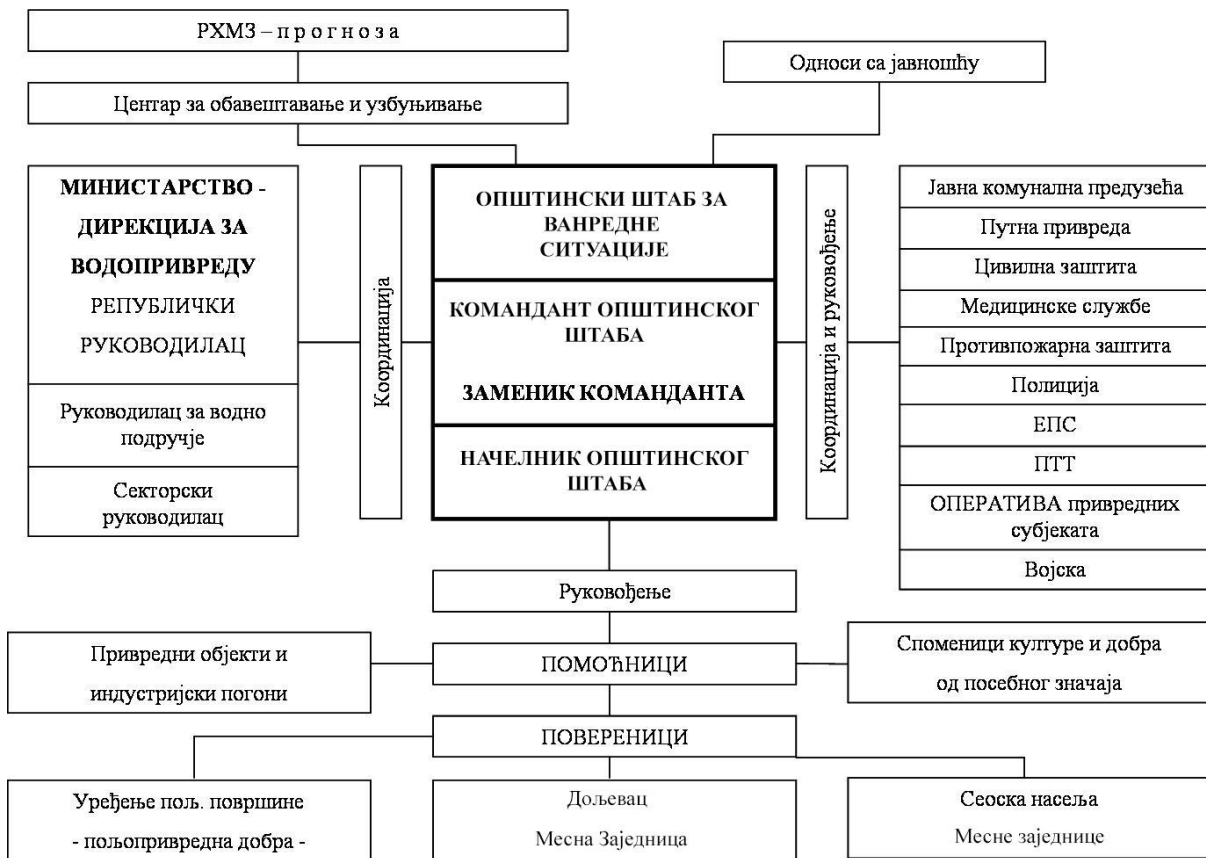 РХМЗ – п р о г н о з а
Односи са јавношћу
Центар за обавештавање и узбуњивање
МИНИСТАРСТВО -
ДИРЕКЦИЈА ЗА
ВОДОПРИВРЕДУ
РЕПУБЛИЧКИ
РУКОВОДИЛАЦ
Руководилац за водно
подручје
Секторски
руководилац
Координација
ОПШТИНСКИ ШТАБ ЗА
ВАНРЕДНЕ
СИТУАЦИЈЕ
КОМАНДАНТ ОПШТИНСКОГ
ШТАБА
ЗАМЕНИК КОМАНДАНТА
НАЧЕЛНИК ОПШТИНСКОГ
ШТАБА
Координација и руковођење
Јавна комунална предузећа
Путна привреда
Цивилна заштита
Медицинске службе
Противпожарна заштита
Полиција
ЕПС
ПТТ
ОПЕРАТИВА привредних
субјеката
Војска
Руковођење
Привредни објекти и
индустријски погони
ПОМОЋНИЦИ
Споменици културе и добра
од посебног значаја
ПОВЕРЕНИЦИ
Уређење пољ. површине
- пољопривредна добра -
Дољевац
Месна Заједница
Сеоска насеља
Месне заједнице